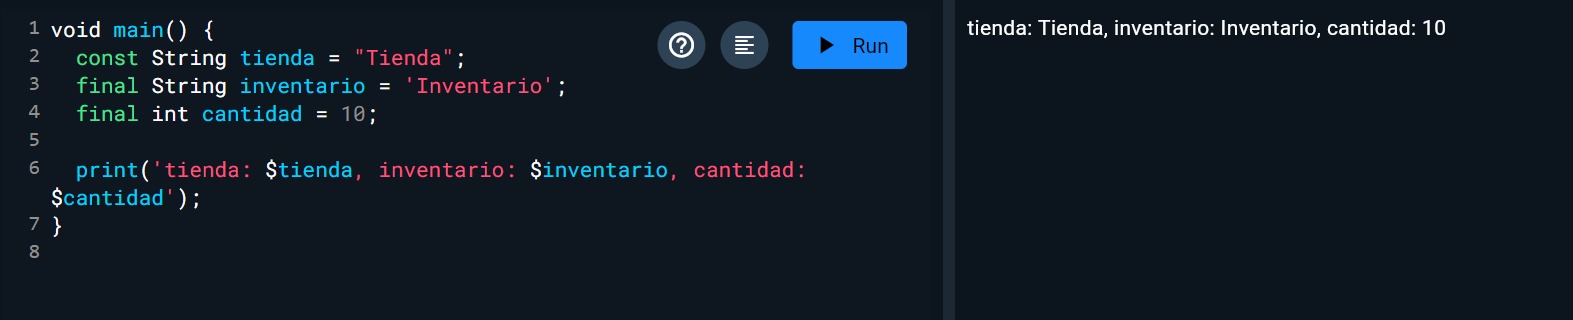 1 void main() {
2 const String tienda = "Tienda";
3 final String inventario = 'Inventario';
4 final int cantidad = 10;
5
6 print('tienda: $tienda, inventario: $inventario, cantidad:
$cantidad');
7 }
8
? Run
tienda: Tienda, inventario: Inventario, cantidad: 10